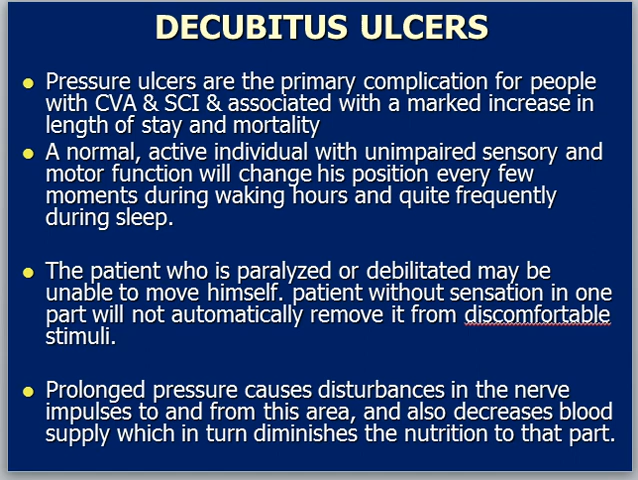 DECUBITUS ULCERS
● Pressure ulcers are the primary complication for people
with CVA & SCI & associated with a marked increase in
length of stay and mortality
● A normal, active individual with unimpaired sensory and
motor function will change his position every few
moments during waking hours and quite frequently
during sleep.
● The patient who is paralyzed or debilitated may be
unable to move himself. patient without sensation in one
part will not automatically remove it from discomfortable
stimuli.
● Prolonged pressure causes disturbances in the nerve
impulses to and from this area, and also decreases blood
supply which in turn diminishes the nutrition to that part.